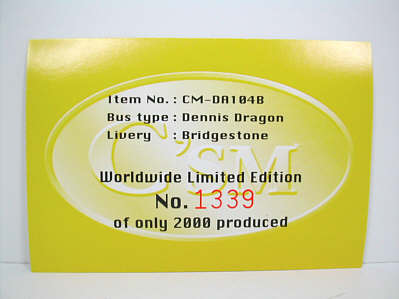 Item No. : CM-DA104B
Bus type : Dennis Dragon
Livery : Bridgestone
C'SM
Worldwide Limited Edition
No. 1339
of only 2000 produced